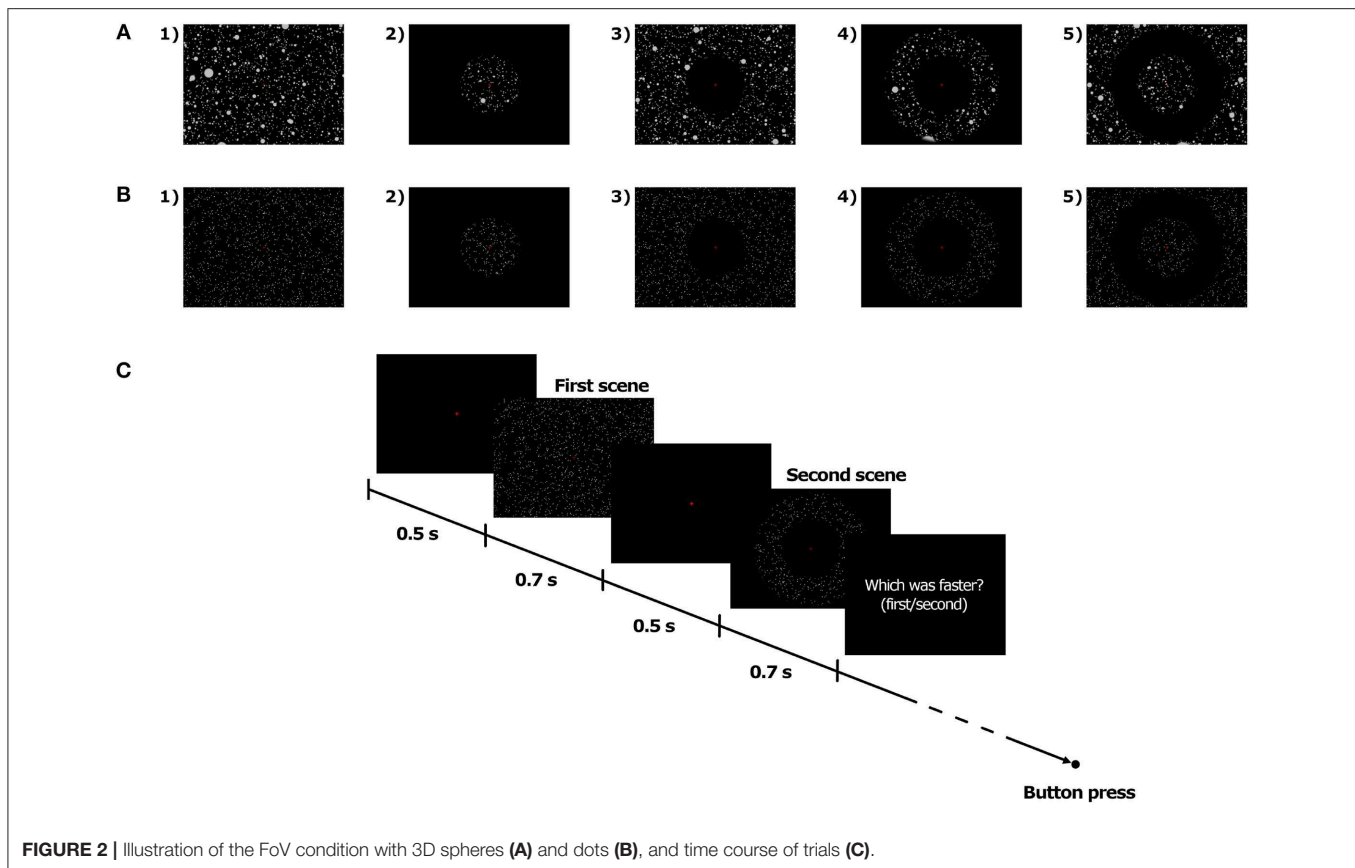 A 1) 2) 3) 4) 5)
B 1) 2) 3) 4) 5)
C
First scene
Second scene
Which was faster?
(first/second)
0.5 s
0.7 s
0.5 s
0.7 s
Button press
FIGURE 2 | Illustration of the FoV condition with 3D spheres (A) and dots (B), and time course of trials (C).